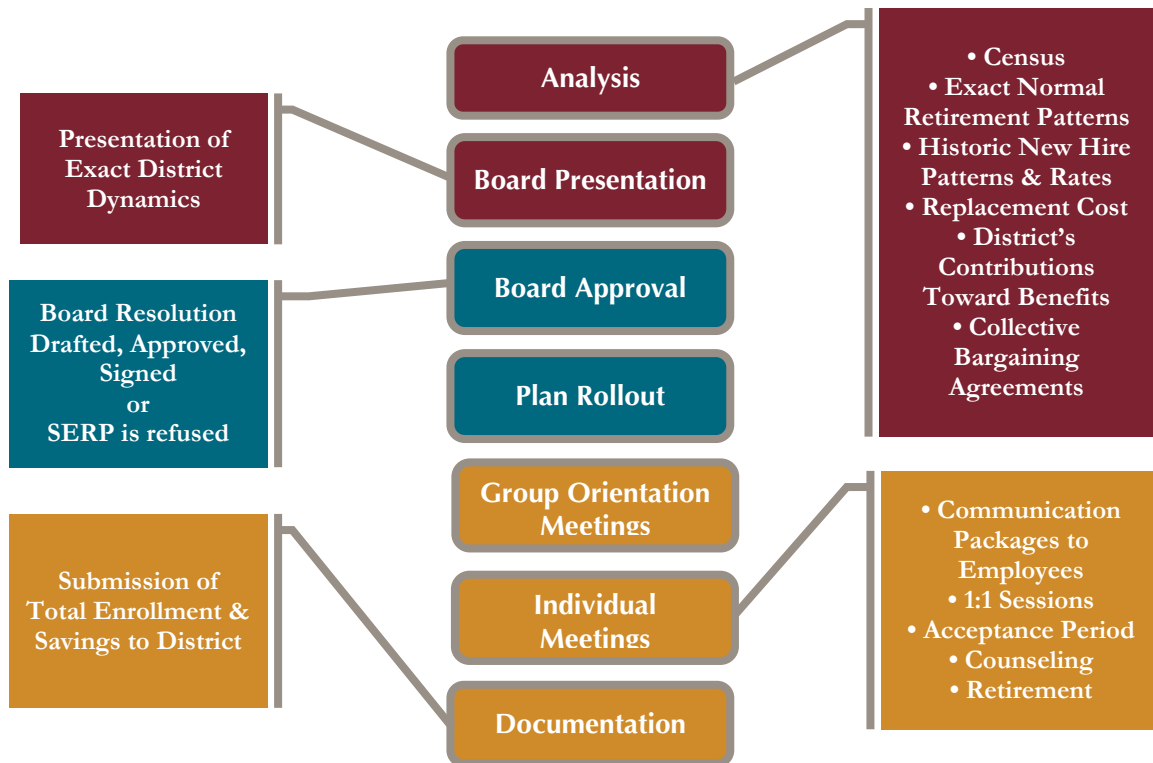 Analysis
Board Presentation
Board Approval
Plan Rollout
Group Orientation
Meetings
Individual
Meetings
Documentation
Presentation of
Exact District
Dynamics
Board Resolution
Drafted, Approved,
Signed
or
SERP is refused
Submission of
Total Enrollment &
Savings to District
• Census
• Exact Normal
Retirement Patterns
• Historic New Hire
Patterns & Rates
• Replacement Cost
• District’s
Contributions
Toward Benefits
• Collective
Bargaining
Agreements
• Communication
Packages to
Employees
• 1:1 Sessions
• Acceptance Period
• Counseling
• Retirement